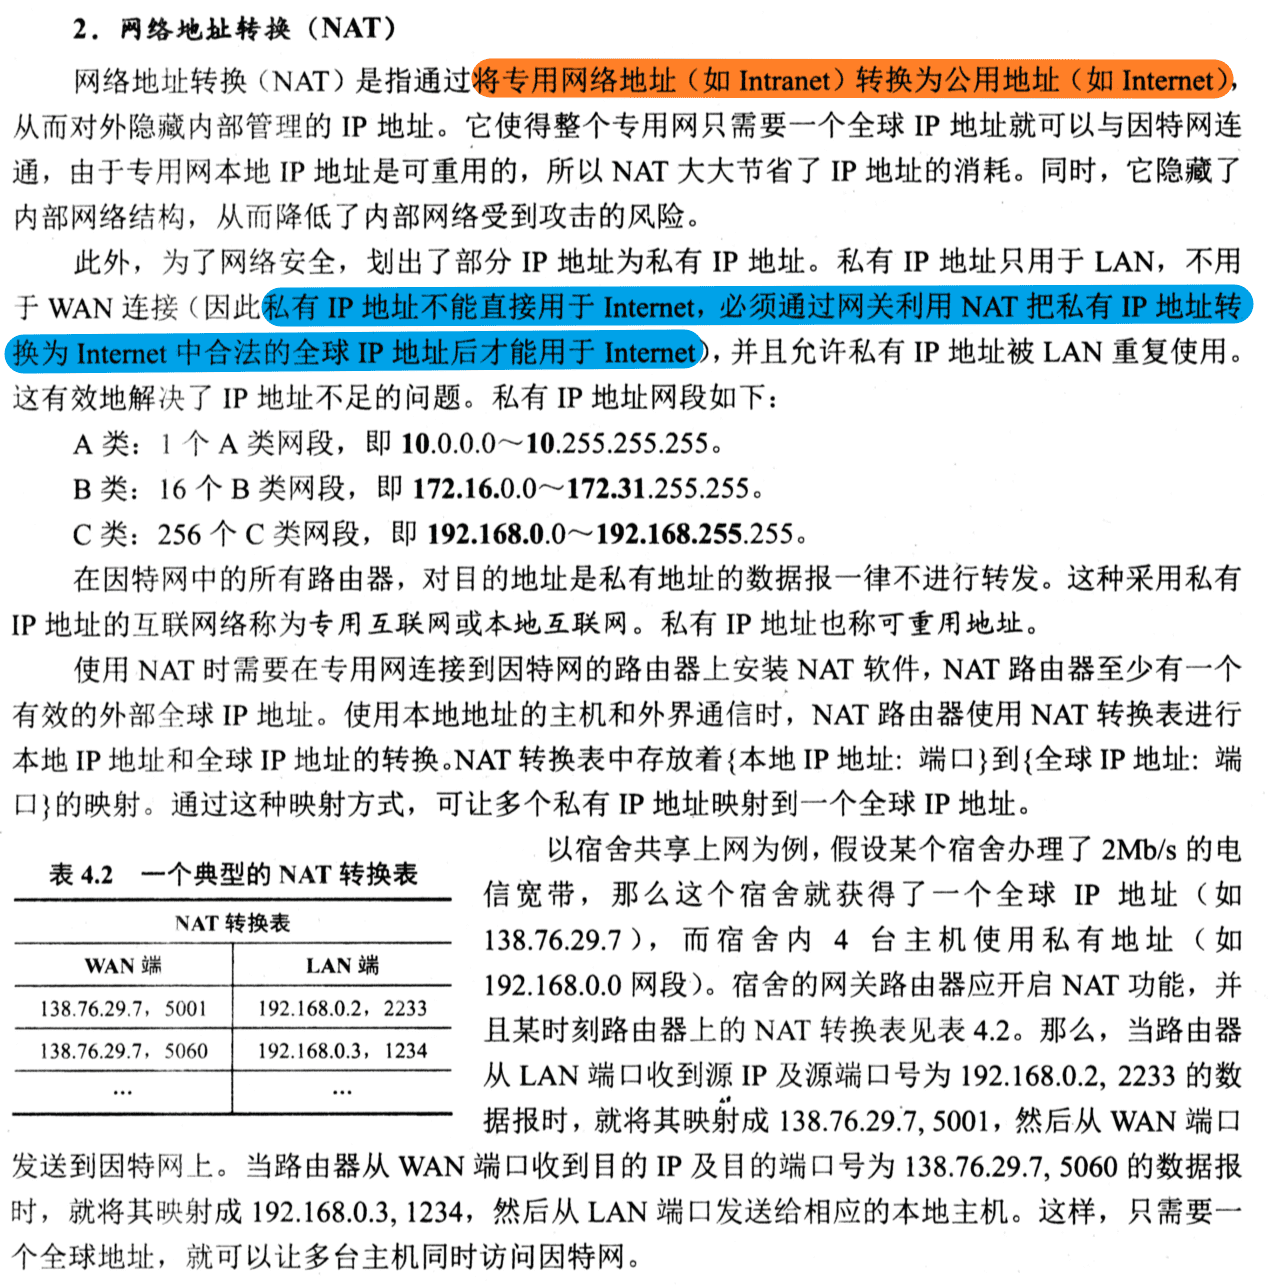 2．网络地址转换（NAT）
网络地址转换（NAT）是指通过将专用网络地址（如 Intranet）转换为公用地址（如 Internet），
从而对外隐藏内部管理的 IP 地址。它使得整个专用网只需要一个全球 IP 地址就可以与因特网连
通，由于专用网本地 IP 地址是可重用的，所以 NAT 大大节省了 IP 地址的消耗。同时，它隐藏了
内部网络结构，从而降低了内部网络受到攻击的风险。
此外，为了网络安全，划出了部分 IP 地址为私有 IP 地址。私有 IP 地址只用于 LAN，不用
于 WAN 连接（因此私有 IP 地址不能直接用于 Internet，必须通过网关利用 NAT 把私有 IP 地址转
换为 Internet 中合法的全球 IP 地址后才能用于 Internet），并且允许私有 IP 地址被 LAN 重复使用。
这有效地解决了 IP 地址不足的问题。私有 IP 地址网段如下：
A 类：1 个 A 类网段，即 10.0.0.0～10.255.255.255。
B 类：16 个 B 类网段，即 172.16.0.0～172.31.255.255。
C 类：256 个 C 类网段，即 192.168.0.0～192.168.255.255。
在因特网中的所有路由器，对目的地址是私有地址的数据报一律不进行转发。这种采用私有
IP 地址的互联网络称为专用互联网或本地互联网。私有 IP 地址也称可重用地址。
使用 NAT 时需要在专用网连接到因特网的路由器上安装 NAT 软件，NAT 路由器至少有一个
有效的外部全球 IP 地址。使用本地地址的主机和外界通信时，NAT 路由器使用 NAT 转换表进行
本地 IP 地址和全球 IP 地址的转换。NAT 转换表中存放着{本地 IP 地址：端口}到{全球 IP 地址：端
口}的映射。通过这种映射方式，可让多个私有 IP 地址映射到一个全球 IP 地址。
表 4.2 一个典型的 NAT 转换表
NAT 转换表
WAN 端 LAN 端
138.76.29.7，5001 192.168.0.2，2233
138.76.29.7，5060 192.168.0.3，1234
… …
以宿舍共享上网为例，假设某个宿舍办理了 2Mb/s 的电
信宽带，那么这个宿舍就获得了一个全球 IP 地址（如
138.76.29.7），而宿舍内 4 台主机使用私有地址（如
192.168.0.0 网段）。宿舍的网关路由器应开启 NAT 功能，并
且某时刻路由器上的 NAT 转换表见表 4.2。那么，当路由器
从 LAN 端口收到源 IP 及源端口号为 192.168.0.2, 2233 的数
据报时，就将其映射成 138.76.29.7, 5001，然后从 WAN 端口
发送到因特网上。当路由器从 WAN 端口收到目的 IP 及目的端口号为 138.76.29.7, 5060 的数据报
时，就将其映射成 192.168.0.3, 1234，然后从 LAN 端口发送给相应的本地主机。这样，只需要一
个全球地址，就可以让多台主机同时访问因特网。